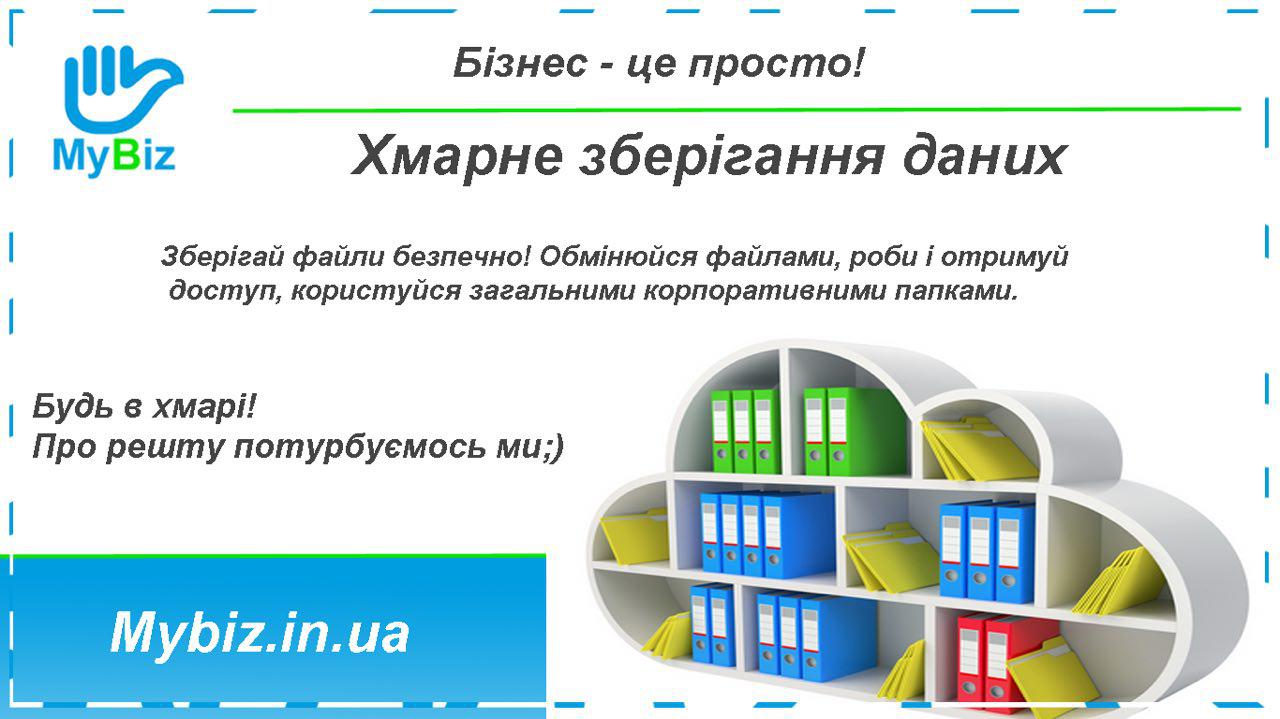 Бізнес - це просто!
MyBiz
Хмарне зберігання даних
Зберігай файли безпечно! Обмінюйся файлами, роби і отримуй
доступ, користуйся загальними корпоративними папками.
Будь в хмарі!
Про решту потурбуємось ми;)
Mybiz.in.ua